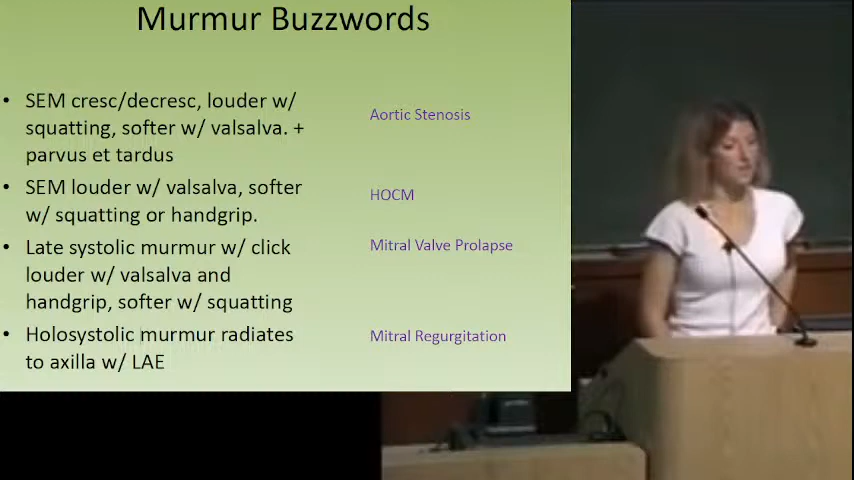 Murmur Buzzwords
• SEM cresc/decresc, louder w/
squatting, softer w/ valsalva. +
parvus et tardus
Aortic Stenosis
• SEM louder w/ valsalva, softer
w/ squatting or handgrip.
HOCM
• Late systolic murmur w/ click
louder w/ valsalva and
handgrip, softer w/ squatting
Mitral Valve Prolapse
• Holosystolic murmur radiates
to axilla w/ LAE
Mitral Regurgitation